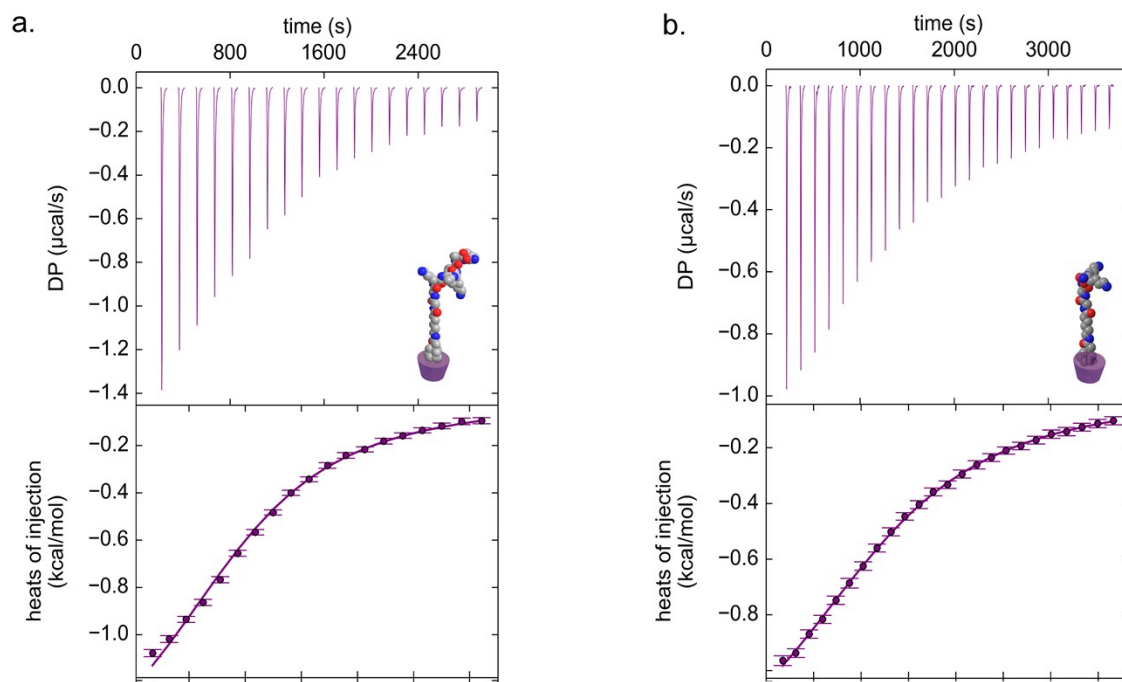 a.
time (s)
0 800 1600 2400
0.0
−0.2
−0.4
−0.6
−0.8
−1.0
−1.2
−1.4
DP (µcal/s)
−0.2
−0.4
−0.6
−0.8
−1.0
heats of injection
(kcal/mol)
b.
time (s)
0 1000 2000 3000
0.0
−0.2
−0.4
−0.6
−0.8
−1.0
DP (µcal/s)
−0.2
−0.4
−0.6
−0.8
heats of injection
(kcal/mol)